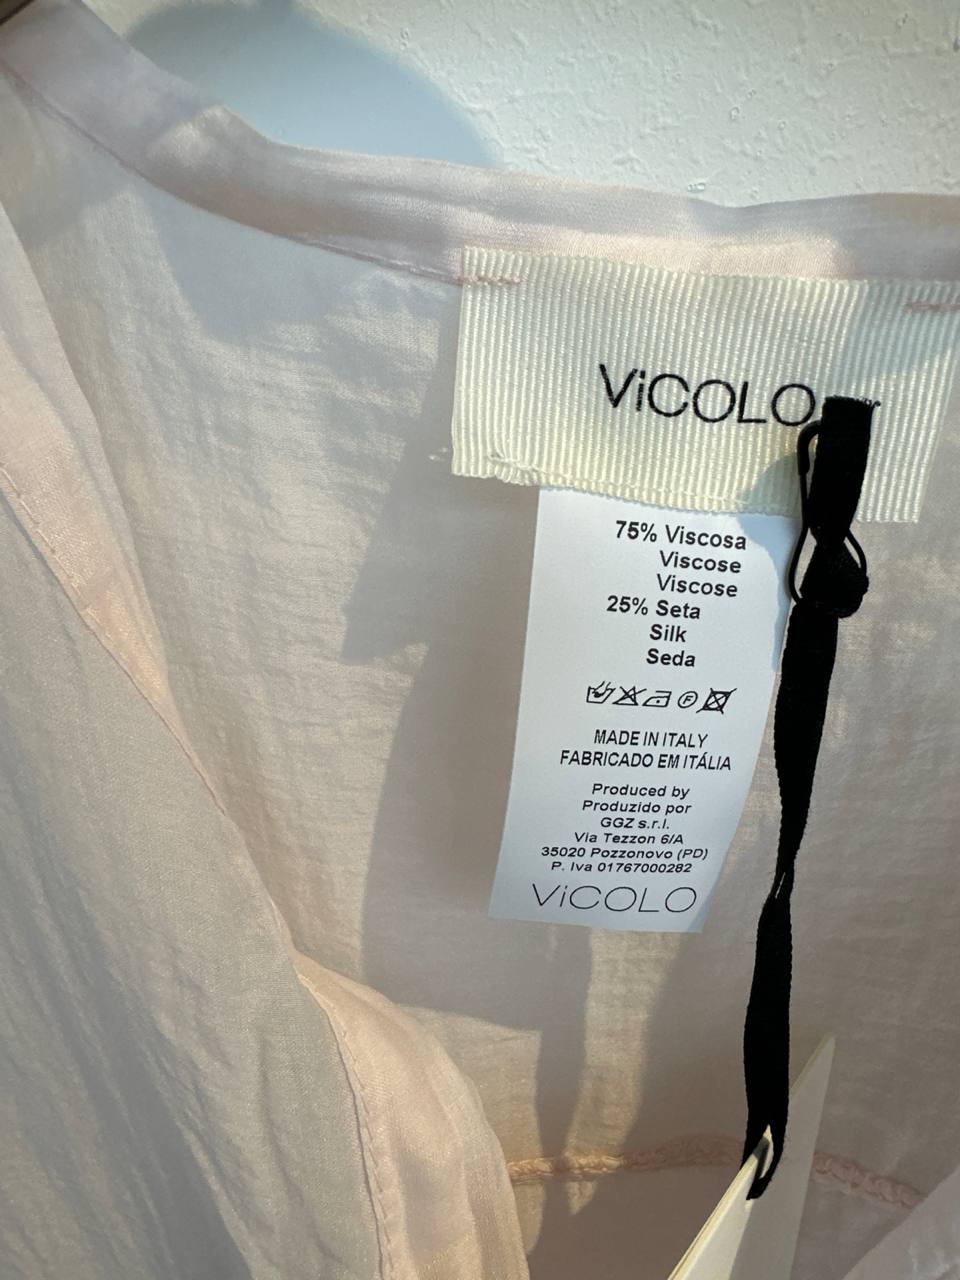 ViCOLO
75% Viscosa
Viscose
Viscose
25% Seta
Silk
Seda
F
MADE IN ITALY
FABRICADO EM ITÁLIA
Produced by
Produzido por
GGZ s.r.l.
Via Tezzon 6/A
35020 Pozzonovo (PD)
P. Iva 01767000282
ViCOLO